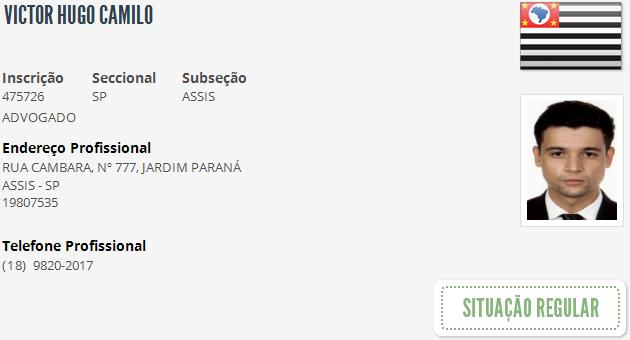 VICTOR HUGO CAMILO
Inscrição Seccional Subseção
475726 SP ASSIS
ADVOGADO
Endereço Profissional
RUA CAMBARA, Nº 777, JARDIM PARANÁ
ASSIS - SP
19807535
Telefone Profissional
(18) 9820-2017
SITUAÇÃO REGULAR